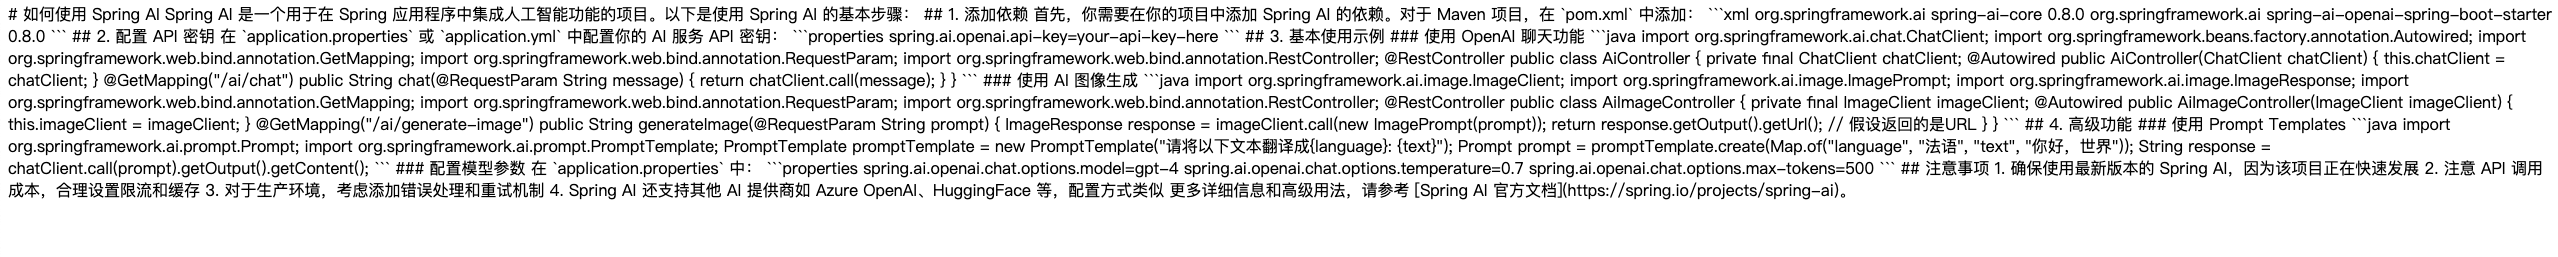 # 如何使用 Spring AI Spring AI 是一个用于在 Spring 应用程序中集成人工智能功能的项目。以下是使用 Spring AI 的基本步骤： ## 1. 添加依赖 首先，你需要在你的项目中添加 Spring AI 的依赖。对于 Maven 项目，在 `pom.xml` 中添加： ```xml org.springframework.ai spring-ai-core 0.8.0 org.springframework.ai spring-ai-openai-spring-boot-starter
0.8.0 ``` ## 2. 配置 API 密钥 在 `application.properties` 或 `application.yml` 中配置你的 AI 服务 API 密钥： ```properties spring.ai.openai.api-key=your-api-key-here ``` ## 3. 基本使用示例 ### 使用 OpenAI 聊天功能 ```java import org.springframework.ai.chat.ChatClient; import org.springframework.beans.factory.annotation.Autowired; import
org.springframework.web.bind.annotation.GetMapping; import org.springframework.web.bind.annotation.RequestParam; import org.springframework.web.bind.annotation.RestController; @RestController public class AiController { private final ChatClient chatClient; @Autowired public AiController(ChatClient chatClient) { this.chatClient =
chatClient; } @GetMapping("/ai/chat") public String chat(@RequestParam String message) { return chatClient.call(message); } } ``` ### 使用 AI 图像生成 ```java import org.springframework.ai.image.ImageClient; import org.springframework.ai.image.ImagePrompt; import org.springframework.ai.image.ImageResponse; import
org.springframework.web.bind.annotation.GetMapping; import org.springframework.web.bind.annotation.RequestParam; import org.springframework.web.bind.annotation.RestController; @RestController public class AiImageController { private final ImageClient imageClient; @Autowired public AiImageController(ImageClient imageClient) {
this.imageClient = imageClient; } @GetMapping("/ai/generate-image") public String generateImage(@RequestParam String prompt) { ImageResponse response = imageClient.call(new ImagePrompt(prompt)); return response.getOutput().getUrl(); // 假设返回的是URL } } ``` ## 4. 高级功能 ### 使用 Prompt Templates ```java import
org.springframework.ai.prompt.Prompt; import org.springframework.ai.prompt.PromptTemplate; PromptTemplate promptTemplate = new PromptTemplate("请将以下文本翻译成{language}: {text}"); Prompt prompt = promptTemplate.create(Map.of("language", "法语", "text", "你好，世界")); String response =
chatClient.call(prompt).getOutput().getContent(); ``` ### 配置模型参数 在 `application.properties` 中： ```properties spring.ai.openai.chat.options.model=gpt-4 spring.ai.openai.chat.options.temperature=0.7 spring.ai.openai.chat.options.max-tokens=500 ``` ## 注意事项 1. 确保使用最新版本的 Spring AI，因为该项目正在快速发展 2. 注意 API 调用
成本，合理设置限流和缓存 3. 对于生产环境，考虑添加错误处理和重试机制 4. Spring AI 还支持其他 AI 提供商如 Azure OpenAI、HuggingFace 等，配置方式类似 更多详细信息和高级用法，请参考 [Spring AI 官方文档](https://spring.io/projects/spring-ai)。